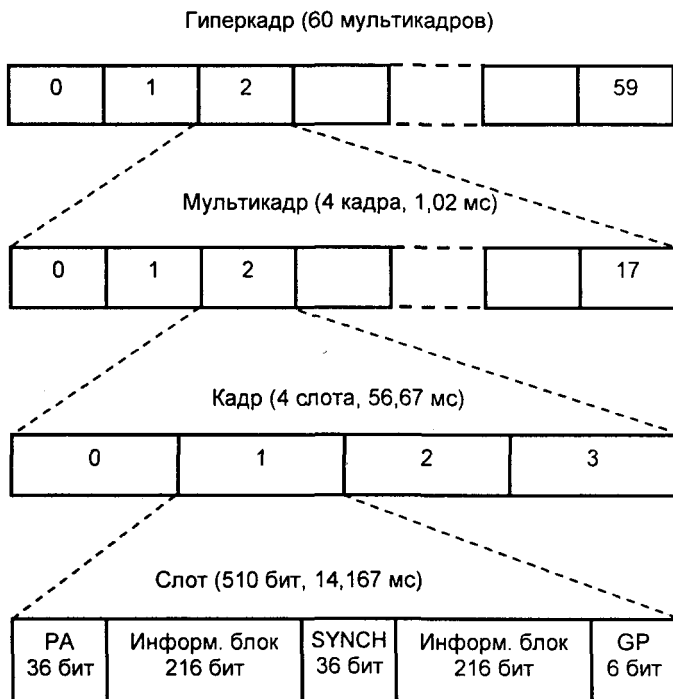 Гиперкадр (60 мультикадров)
0 1 2 59
Мультикадр (4 кадра, 1,02 мс)
0 1 2 17
Кадр (4 слота, 56,67 мс)
0 1 2 3
Слот (510 бит, 14,167 мс)
PA Информ. блок SYNCH Информ. блок GP
36 бит 216 бит 36 бит 216 бит 6 бит